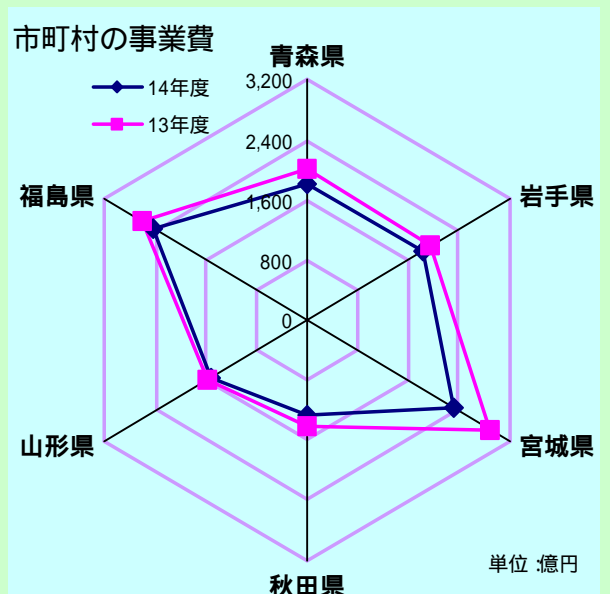 市町村の事業費
青森県
14年度
13年度
3,200
2,400
1,600
800
0
福島県
岩手県
山形県
宮城県
秋田県
単位 :億円